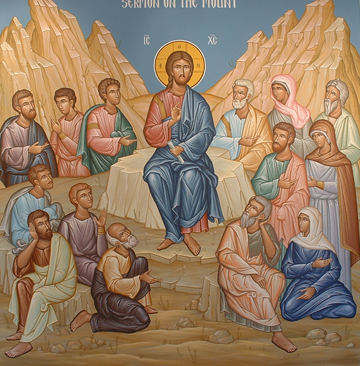 SERMON ON THE MOUNT
IC XC